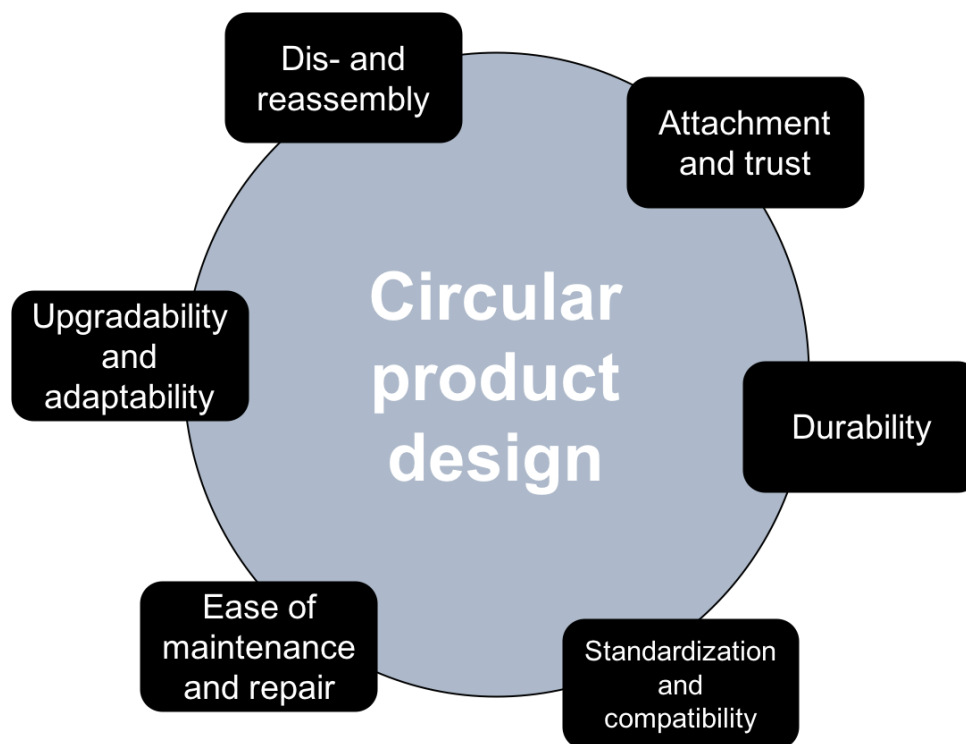 Dis- and
reassembly
Attachment
and trust
Circular
product
design
Upgradability
and
adaptability
Durability
Ease of
maintenance
and repair
Standardization
and
compatibility